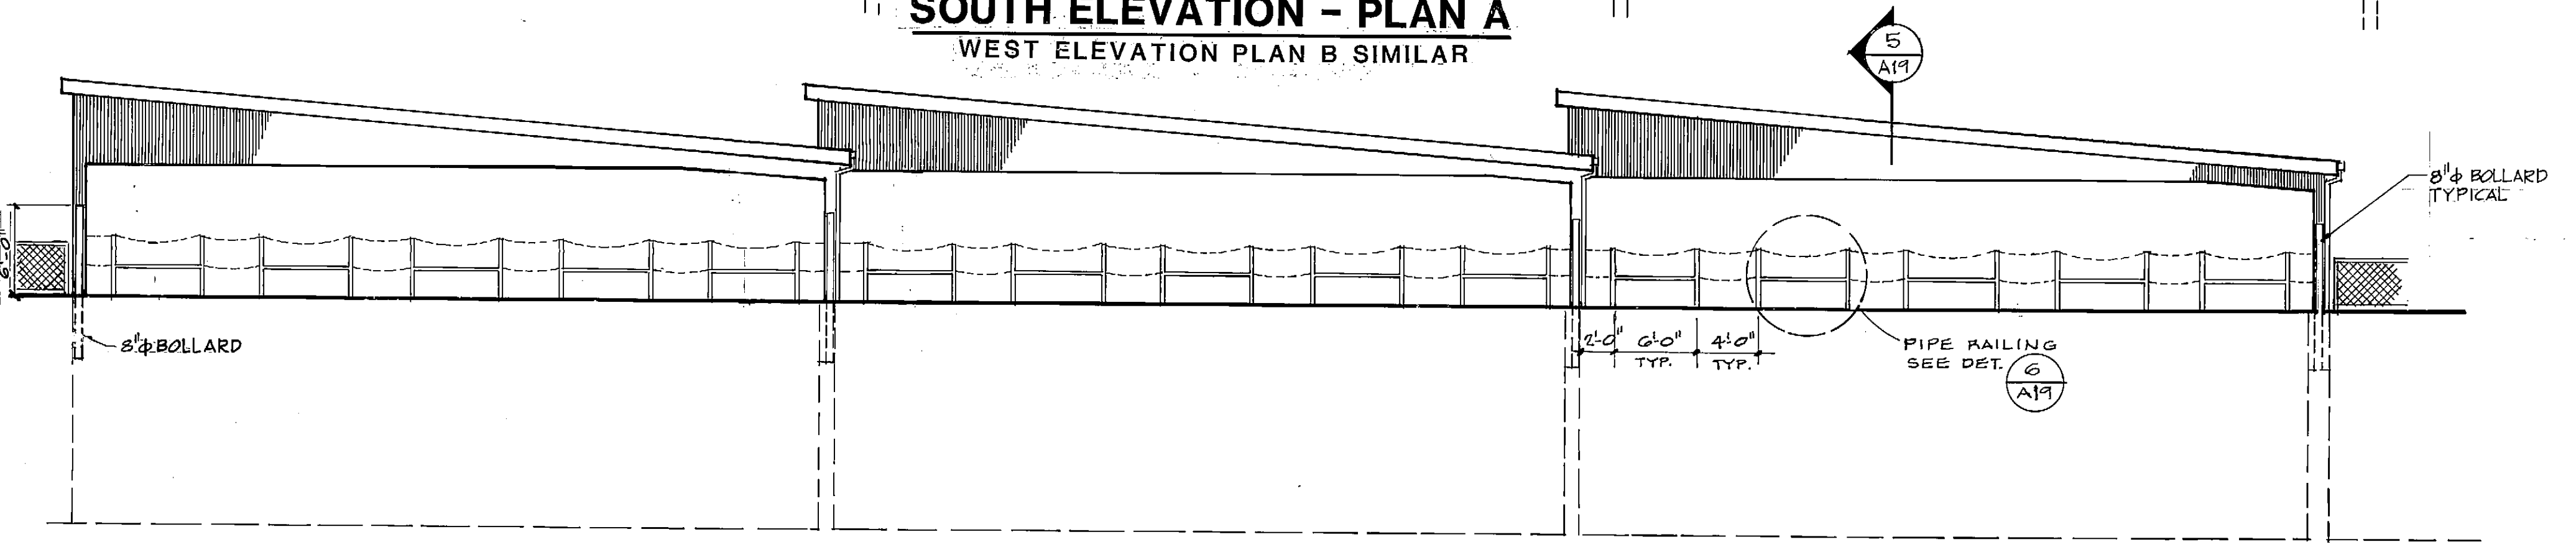 SOUTH ELEVATION - PLAN A
WEST ELEVATION PLAN B SIMILAR
5
A19
8"ф BOLLARD
TYPICAL
6'-0"
8"ф BOLLARD
2'-0" 6'-0" 4'-0"
TYP. TYP.
PIPE RAILING
SEE DET. 6
A19